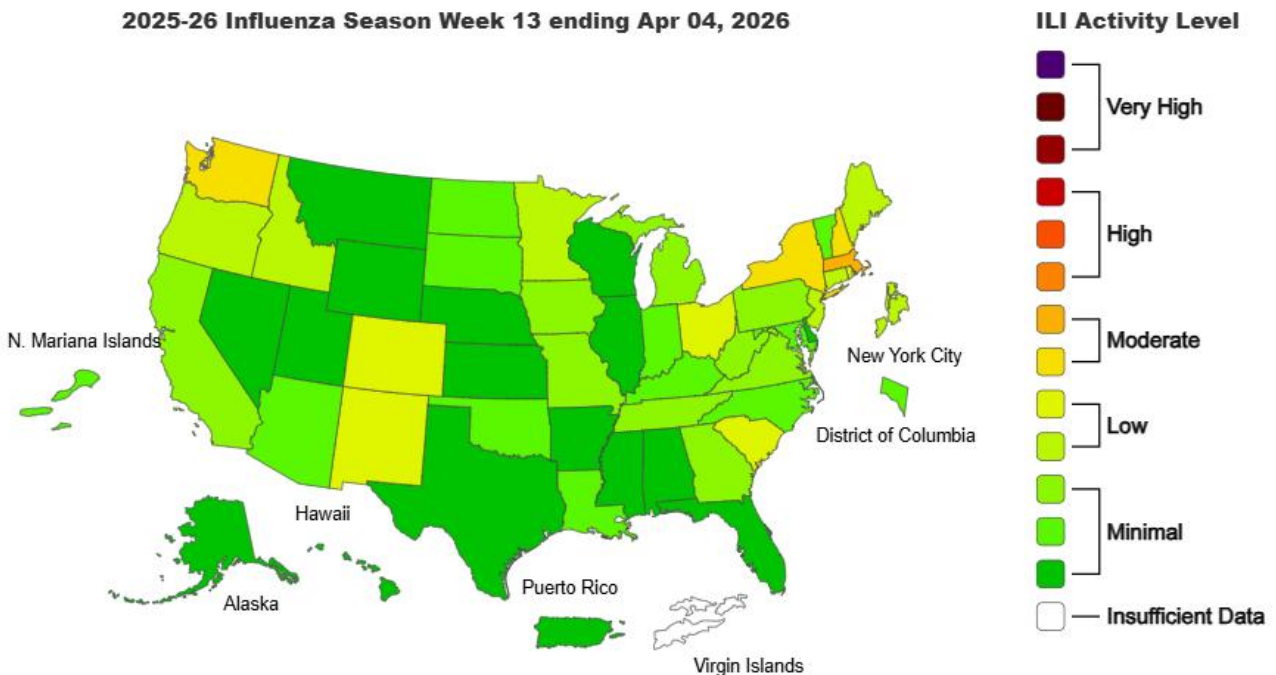 2025-26 Influenza Season Week 13 ending Apr 04, 2026
ILI Activity Level
Very High
High
Moderate
Low
Minimal
Insufficient Data
N. Mariana Islands
New York City
District of Columbia
Hawaii
Alaska
Puerto Rico
Virgin Islands